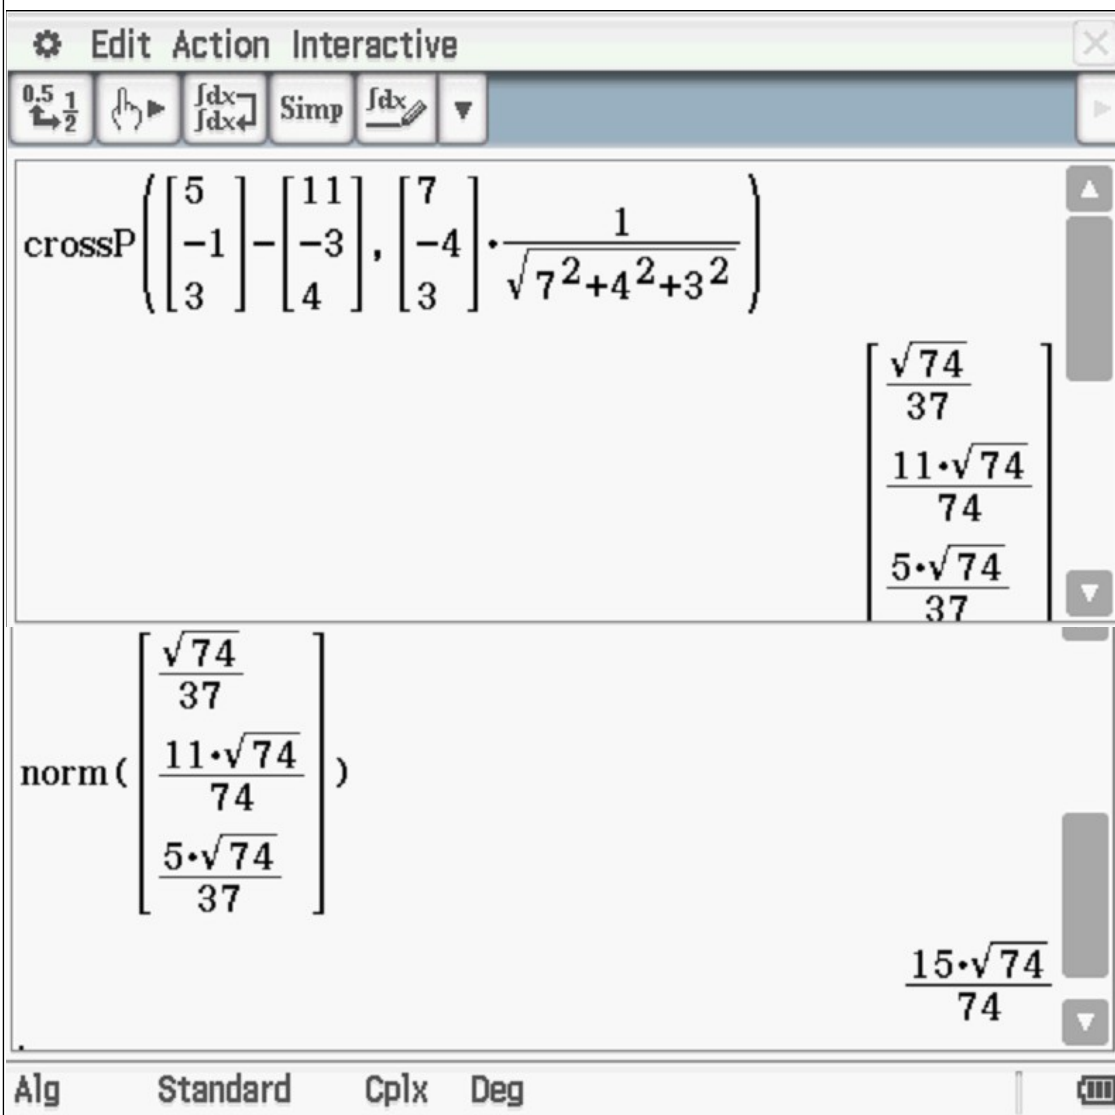 Edit Action Interactive
0.5 1/2 ∫dx ∫dx Simp ∫dx
crossP([5 -1 3]-[11 -3 4], [7 -4 3]·1/√(7²+4²+3²))
[√74/37 11·√74/74 5·√74/37]
norm([√74/37 11·√74/74 5·√74/37])
15·√74/74
Alg Standard Cplx Deg